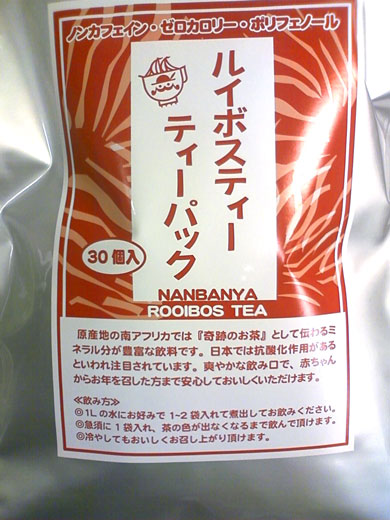 ノンカフェイン・ゼロカロリー・ポリフェノール
ルイボスティー
ティーパック
30個入
NANBANYA
ROOIBOS TEA
原産地の南アフリカでは『奇跡のお茶』として伝わるミ
ネラル分が豊富な飲料です。日本では抗酸化作用がある
といわれ注目されています。爽やかな飲み口で、赤ちゃん
からお年を召した方まで安心しておいしくいただけます。
≪飲み方≫
◎1Lの水にお好みで1~2袋入れて煮出してお飲みください。
◎急須に1袋入れ、茶の色が出なくなるまで飲んで頂けます。
◎冷やしてもおいしくお召し上がり頂けます。